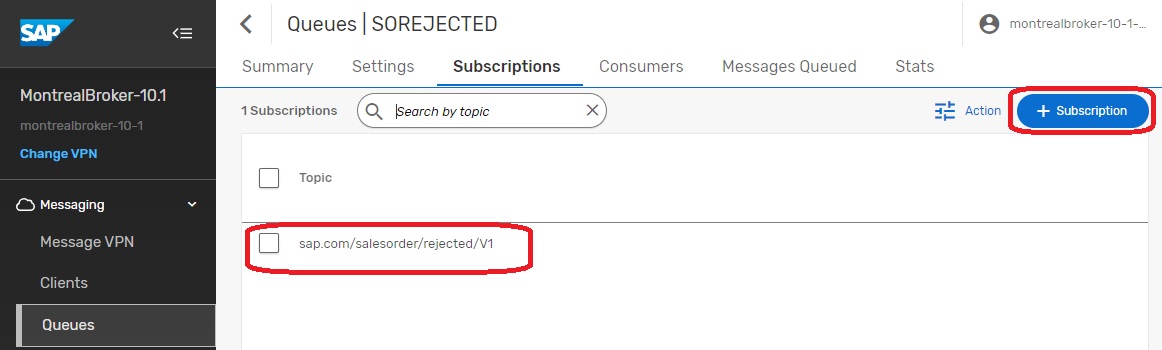 SAP
MontrealBroker-10.1
montrealbroker-10-1
Change VPN
Messaging
Message VPN
Clients
Queues
Queues | SOREJECTED
montrealbroker-10-1-...
Summary Settings Subscriptions Consumers Messages Queued Stats
1 Subscriptions Search by topic Action + Subscription
Topic
sap.com/salesorder/rejected/V1